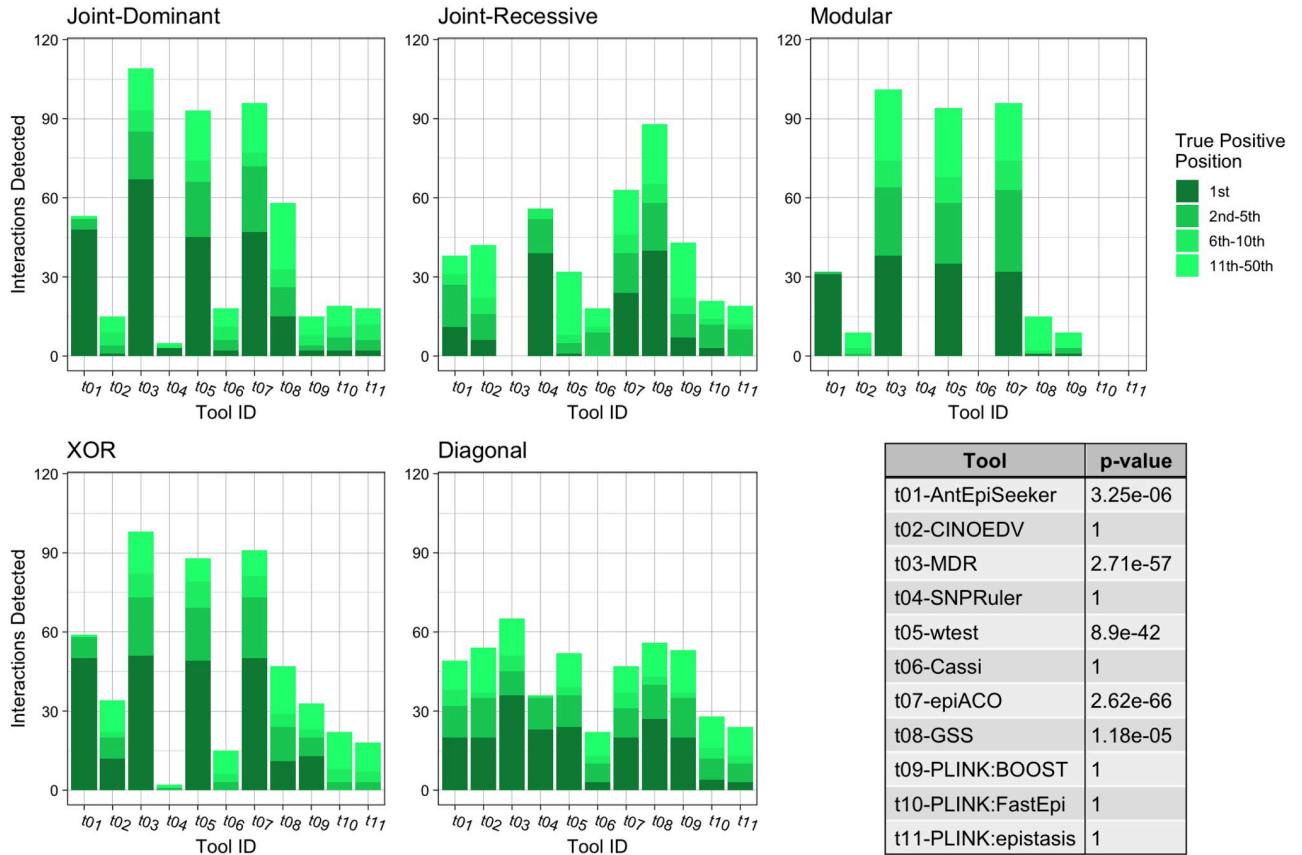 Joint-Dominant
Joint-Recessive
Modular
Interactions Detected
120
90
60
30
0
t01 t02 t03 t04 t05 t06 t07 t08 t09 t10 t11
Tool ID
120
90
60
30
0
t01 t02 t03 t04 t05 t06 t07 t08 t09 t10 t11
Tool ID
120
90
60
30
0
t01 t02 t03 t04 t05 t06 t07 t08 t09 t10 t11
Tool ID
True Positive
Position
1st
2nd-5th
6th-10th
11th-50th
XOR
Diagonal
Interactions Detected
120
90
60
30
0
t01 t02 t03 t04 t05 t06 t07 t08 t09 t10 t11
Tool ID
120
90
60
30
0
t01 t02 t03 t04 t05 t06 t07 t08 t09 t10 t11
Tool ID
Tool p-value
t01-AntEpiSeeker 3.25e-06
t02-CINOEDV 1
t03-MDR 2.71e-57
t04-SNPRuler 1
t05-wtest 8.9e-42
t06-Cassi 1
t07-epiACO 2.62e-66
t08-GSS 1.18e-05
t09-PLINK:BOOST 1
t10-PLINK:FastEpi 1
t11-PLINK:epistasis 1